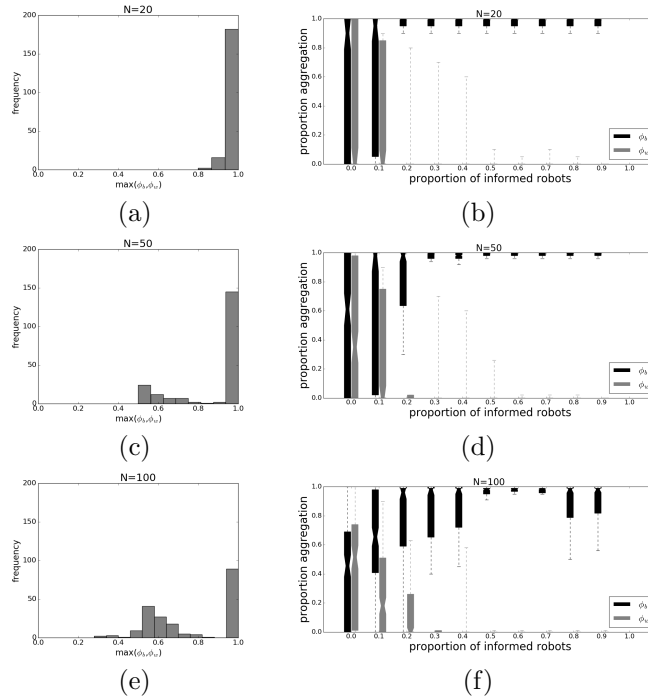 N=20
frequency
200
150
100
50
0
0.0 0.2 0.4 0.6 0.8 1.0
max(ϕb,ϕw)
(a)
N=20
proportion aggregation
1.0
0.8
0.6
0.4
0.2
0.0
0.0 0.1 0.2 0.3 0.4 0.5 0.6 0.7 0.8 0.9 1.0
proportion of informed robots
ϕb
ϕw
(b)
N=50
frequency
200
150
100
50
0
0.0 0.2 0.4 0.6 0.8 1.0
max(ϕb,ϕw)
(c)
N=50
proportion aggregation
1.0
0.8
0.6
0.4
0.2
0.0
0.0 0.1 0.2 0.3 0.4 0.5 0.6 0.7 0.8 0.9 1.0
proportion of informed robots
ϕb
ϕw
(d)
N=100
frequency
200
150
100
50
0
0.0 0.2 0.4 0.6 0.8 1.0
max(ϕb,ϕw)
(e)
N=100
proportion aggregation
1.0
0.8
0.6
0.4
0.2
0.0
0.0 0.1 0.2 0.3 0.4 0.5 0.6 0.7 0.8 0.9 1.0
proportion of informed robots
ϕb
ϕw
(f)